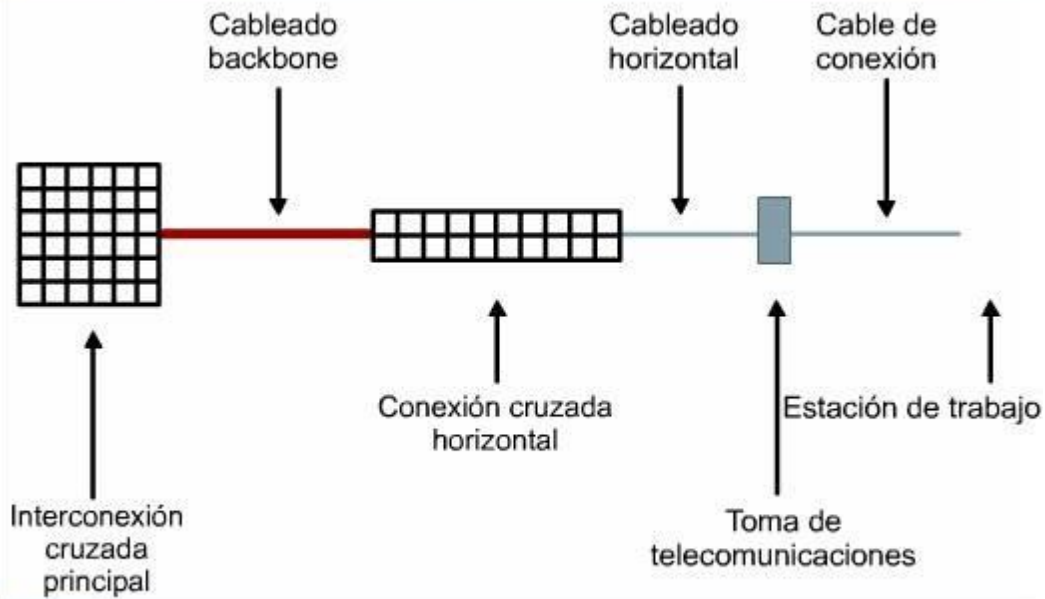 Cableado
backbone
Cableado
horizontal
Cable de
conexión
Conexión cruzada
horizontal
Estación de trabajo
Interconexión
cruzada
principal
Toma de
telecomunicaciones